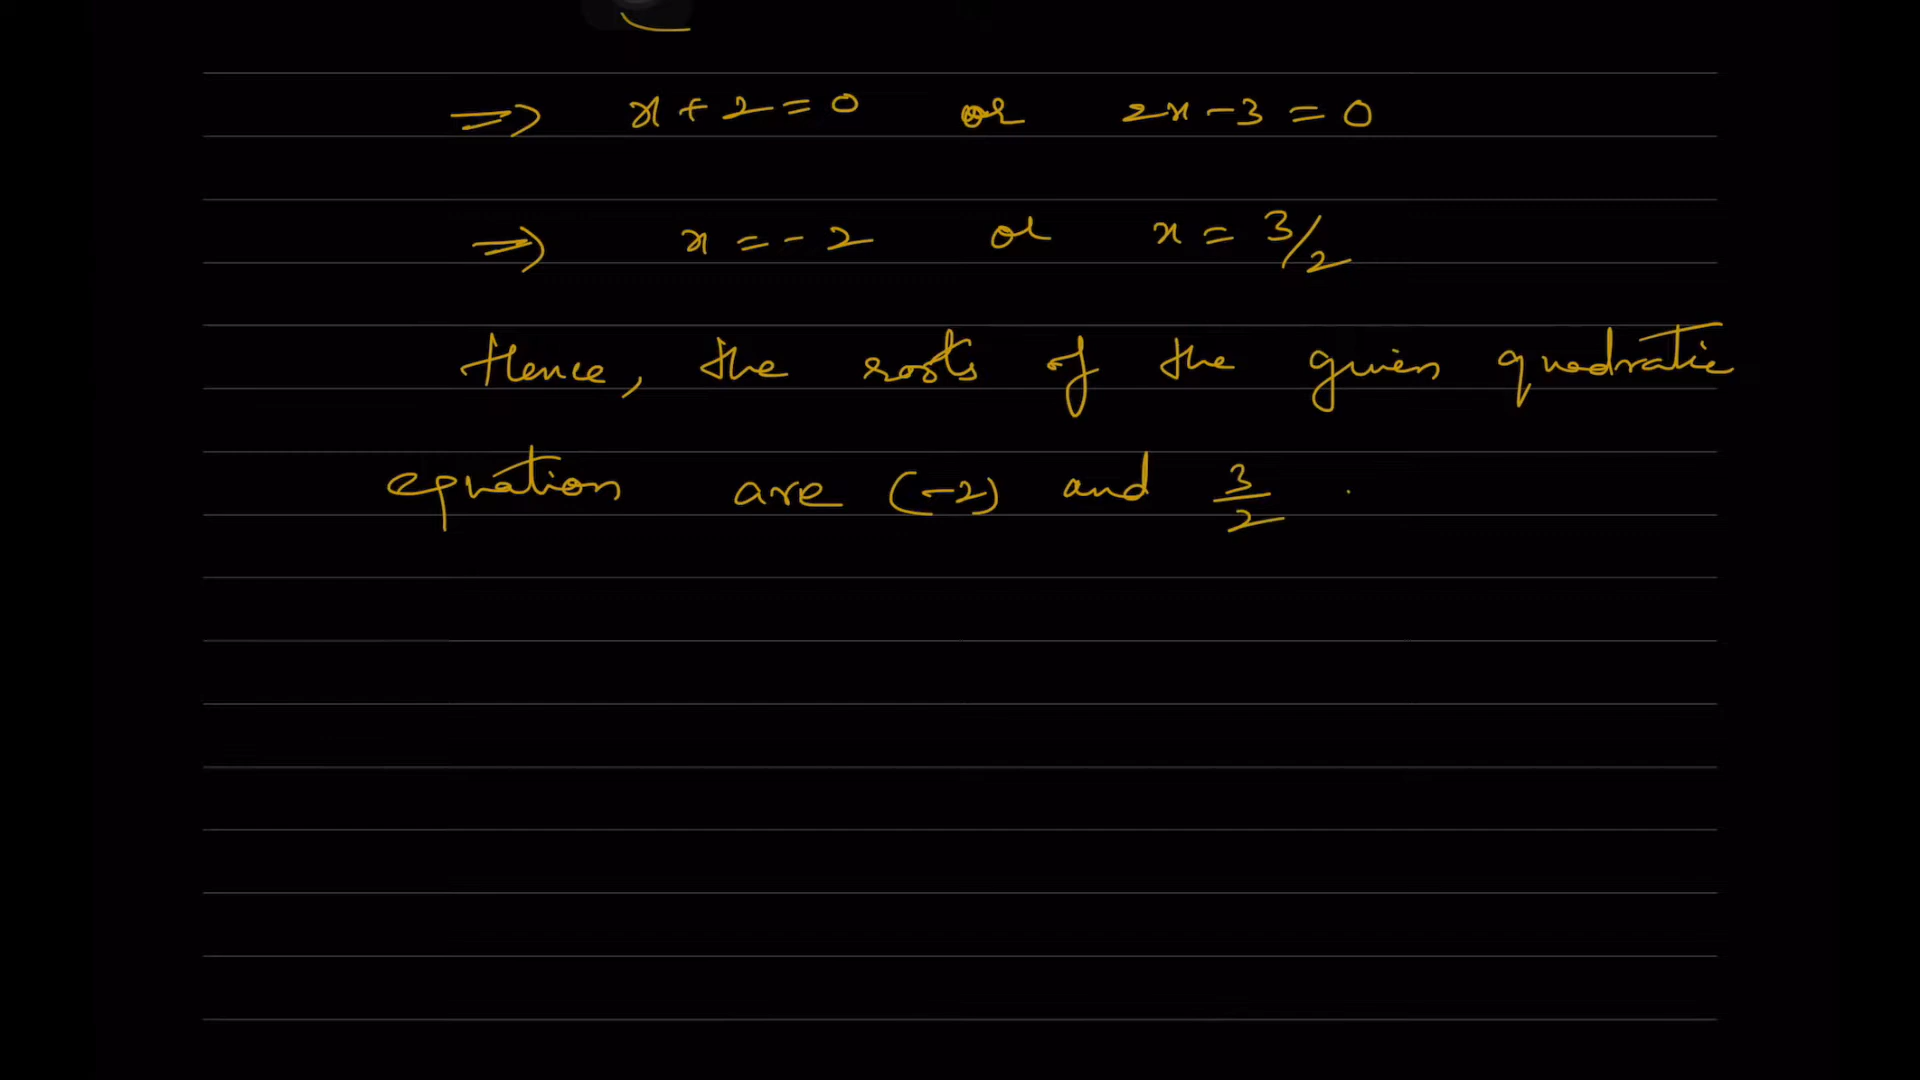 ⇒ x + 2 = 0 or 2x - 3 = 0
⇒ x = - 2 or x = 3/2
Hence, the roots of the given quadratic
equation are (-2) and 3/2 .